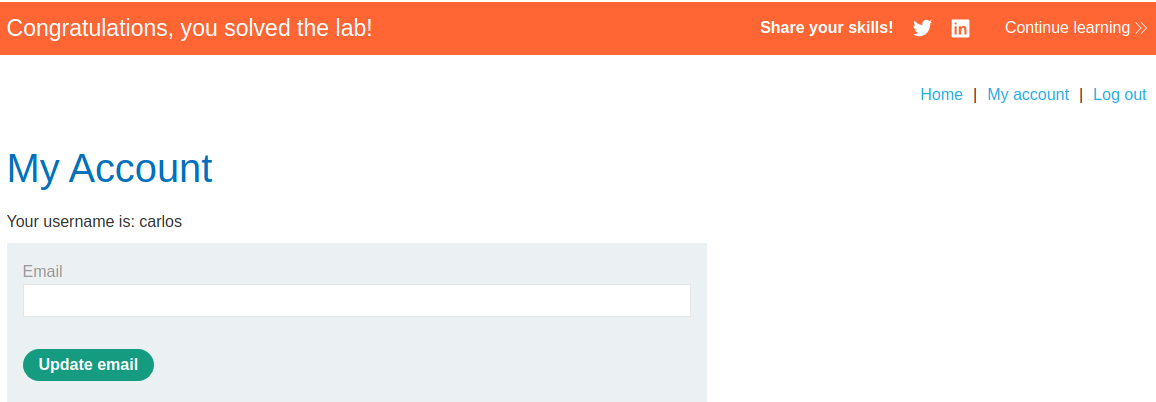 Congratulations, you solved the lab! Share your skills! Continue learning
Home | My account | Log out
My Account
Your username is: carlos
Email
Update email